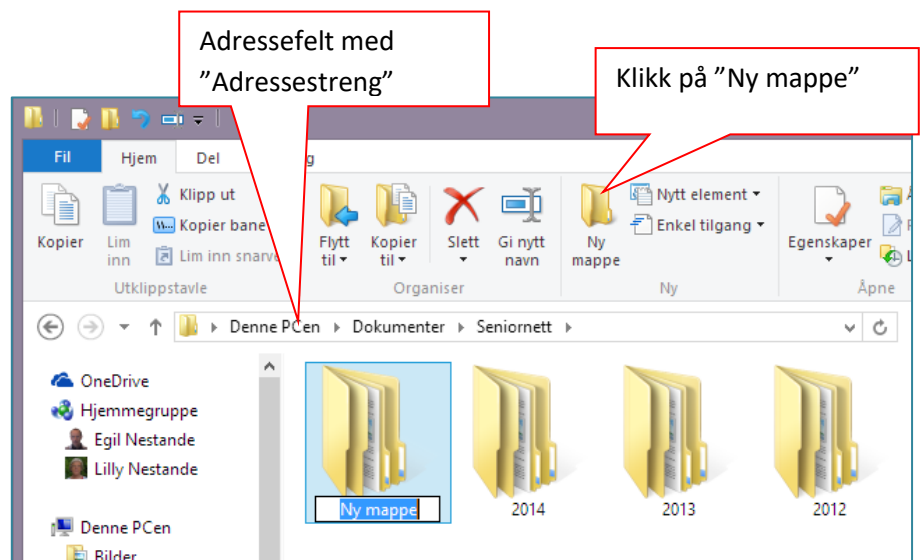 Adressefelt med
”Adressestreng”
Klikk på ”Ny mappe”
Fil
Hjem
Del
g
Kopier
Lim
inn
Klipp ut
Kopier bane
Lim inn snarve
Utklippstavle
Flytt
til
Kopier
til
Slett
Gi nytt
navn
Organiser
Ny
mappe
Nytt element
Enkel tilgang
Ny
Egenskaper
Åpne
Denne PCen
Dokumenter
Seniornett
OneDrive
Hjemmegruppe
Egil Nestande
Lilly Nestande
Denne PCen
Bilder
Ny mappe
2014
2013
2012